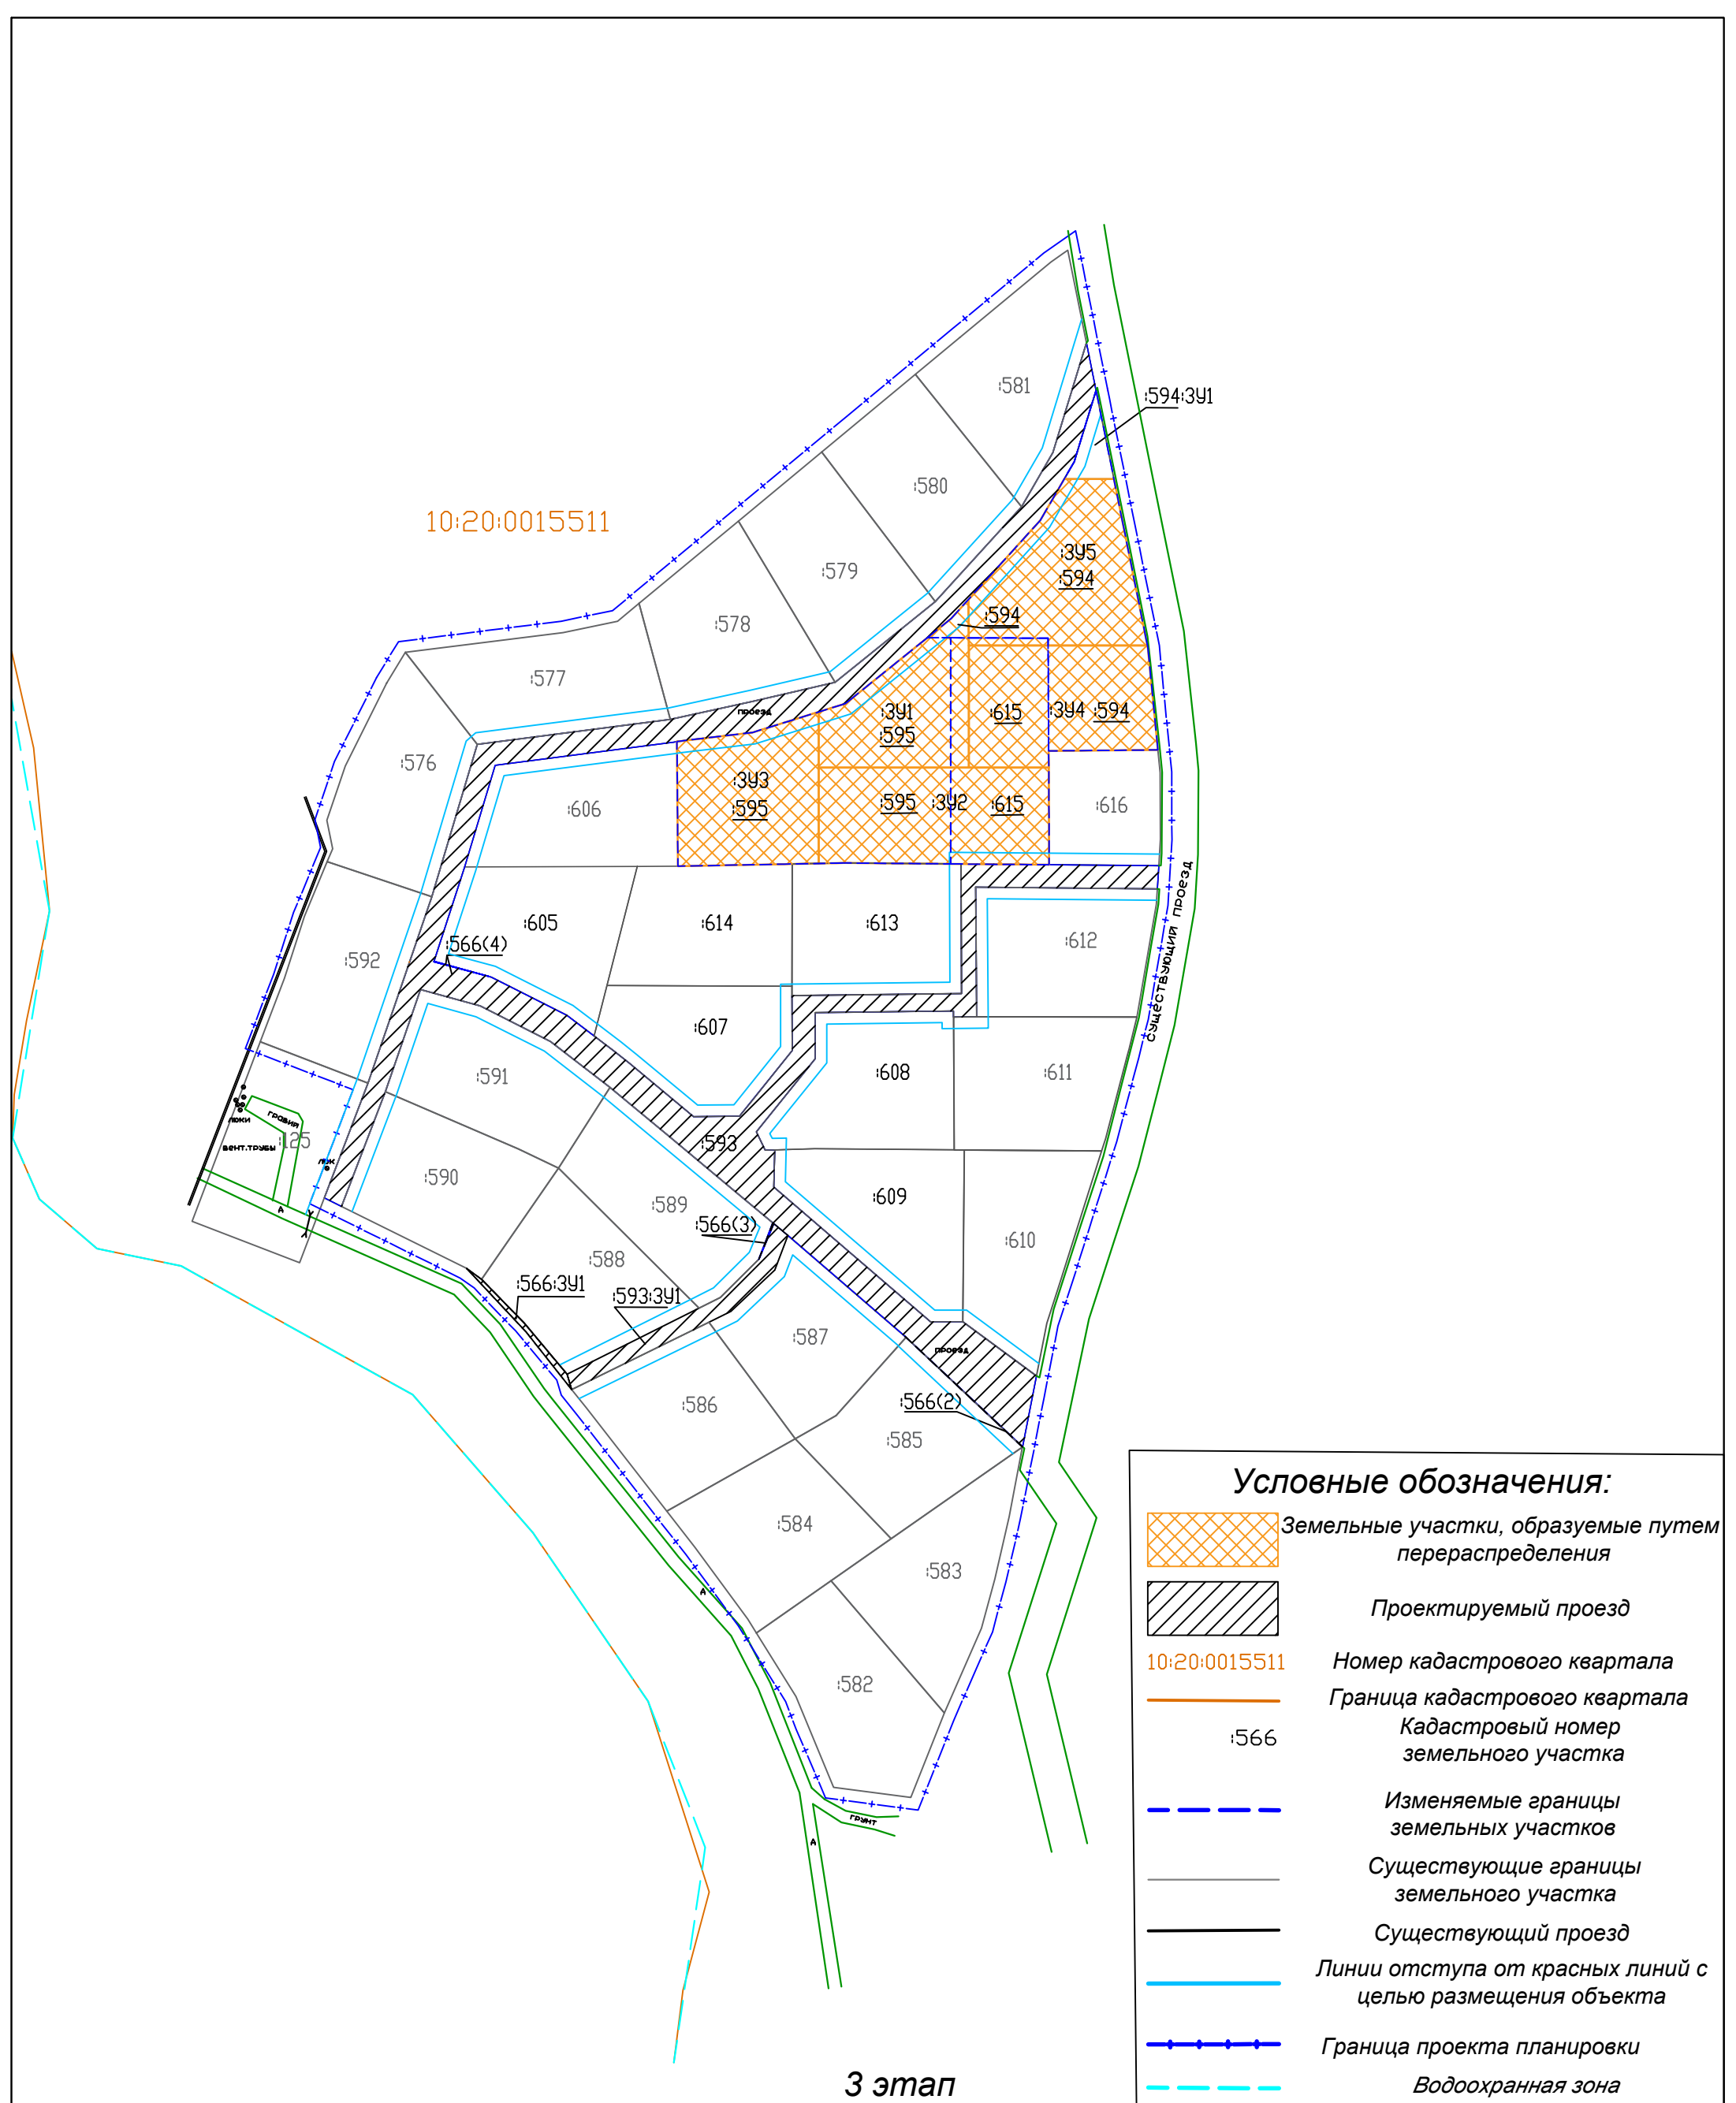 :581
:594:ЗУ1
:580
10:20:0015511
:ЗУ5
:594
:579
:594
:578
:577
проезд
:ЗУ1
:595
:615
:ЗУ4
:594
:576
:ЗУ3
:595
:606
:595
:ЗУ2
:615
:616
существующий проезд
:605
:614
:613
:612
:566(4)
:592
:607
:591
:608
:611
гравий
люки
:125
вент.трубы
:593
люк
:590
:589
:609
А
:566(3)
:610
:588
:566:ЗУ1
:593:ЗУ1
:587
проезд
:586
:566(2)
:585
:584
:583
А
:582
грунт
А
Условные обозначения:
Земельные участки, образуемые путем
перераспределения
Проектируемый проезд
10:20:0015511
Номер кадастрового квартала
Граница кадастрового квартала
:566
Кадастровый номер
земельного участка
Изменяемые границы
земельных участков
Существующие границы
земельного участка
Существующий проезд
Линии отступа от красных линий с
целью размещения объекта
Граница проекта планировки
Водоохранная зона
3 этап